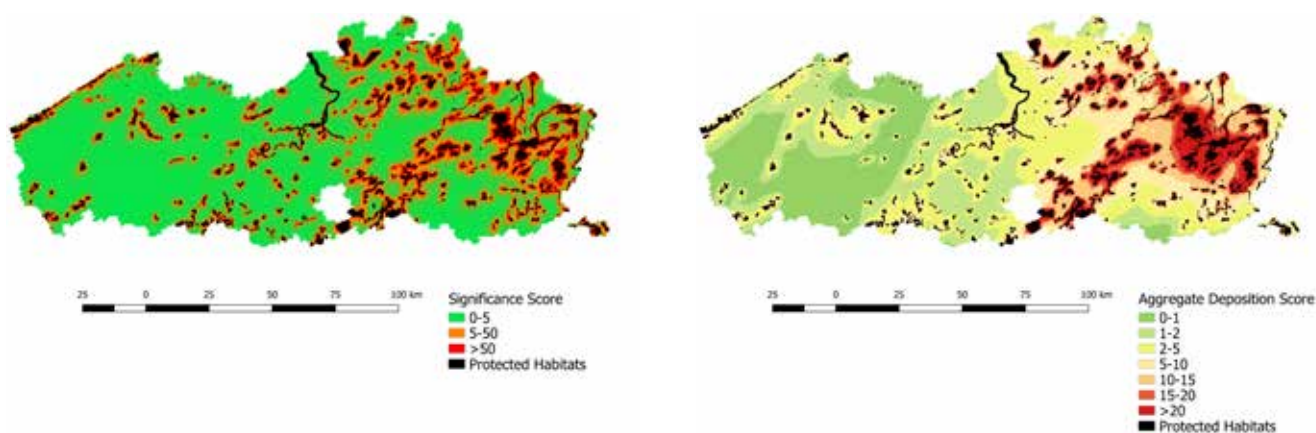 25 0 25 50 75 100 km
Significance Score
0-5
5-50
>50
Protected Habitats
25 0 25 50 75 100 km
Aggregate Deposition Score
0-1
1-2
2-5
5-10
10-15
15-20
>20
Protected Habitats